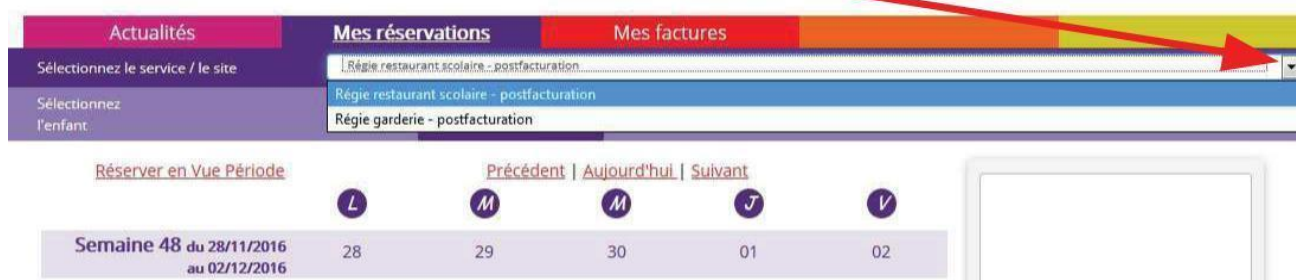 Actualités Mes réservations Mes factures
Sélectionnez le service / le site Régie restaurant scolaire - postfacturation
Régie restaurant scolaire - postfacturation
Sélectionnez
l'enfant
Régie garderie - postfacturation
Réserver en Vue Période Précédent | Aujourd'hui | Suivant
L M M J V
Semaine 48 du 28/11/2016 28 29 30 01 02
au 02/12/2016